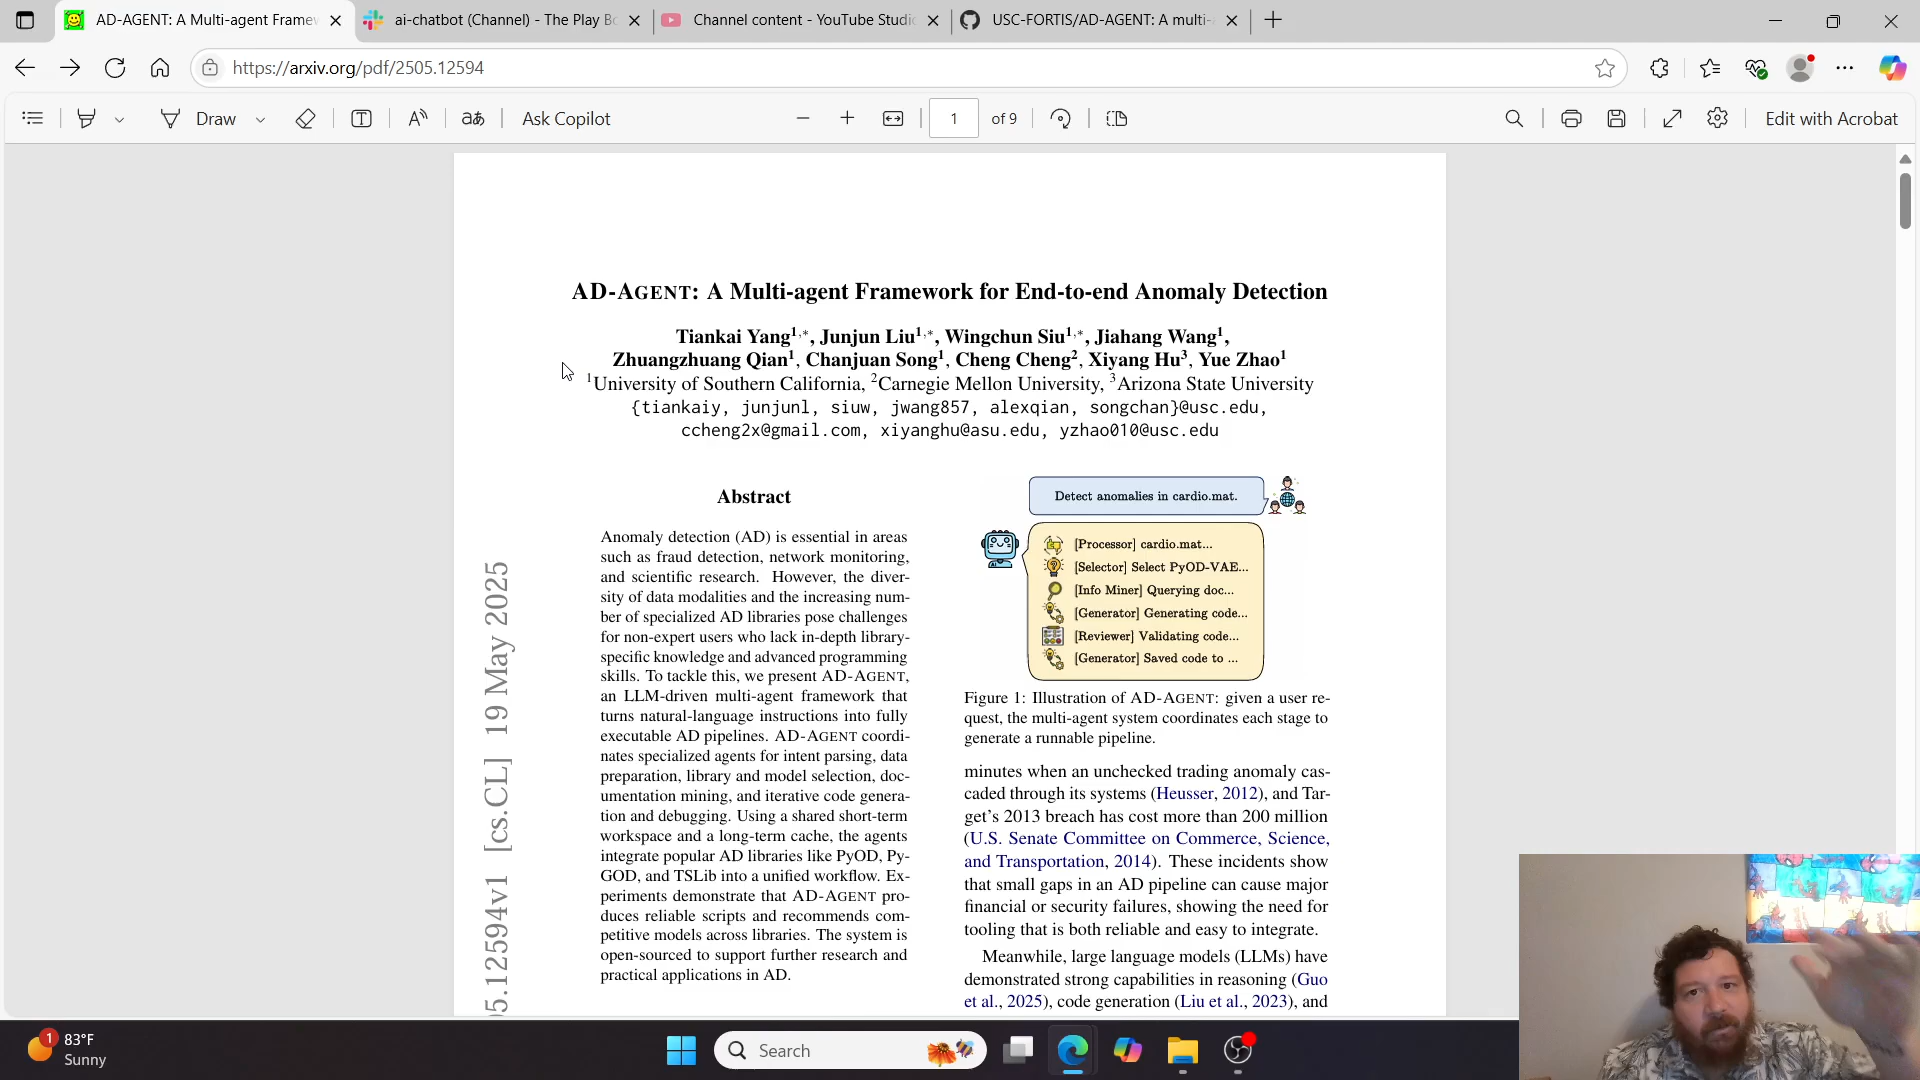 AD-AGENT: A Multi-agent Framew
ai-chatbot (Channel) - The Play Bo
Channel content - YouTube Studio
USC-FORTIS/AD-AGENT: A multi-
https://arxiv.org/pdf/2505.12594
Draw
Ask Copilot
1
of 9
Edit with Acrobat
AD-AGENT: A Multi-agent Framework for End-to-end Anomaly Detection
Tiankai Yang1,*, Junjun Liu1,*, Wingchun Siu1,*, Jiahang Wang1,
Zhuangzhuang Qian1, Chanjuan Song1, Cheng Cheng2, Xiyang Hu3, Yue Zhao1
1University of Southern California, 2Carnegie Mellon University, 3Arizona State University
{tiankaiy, junjunl, siuw, jwang857, alexqian, songchan}@usc.edu,
ccheng2x@gmail.com, xiyanghu@asu.edu, yzhao010@usc.edu
Abstract
Anomaly detection (AD) is essential in areas
such as fraud detection, network monitoring,
and scientific research. However, the diver-
sity of data modalities and the increasing num-
ber of specialized AD libraries pose challenges
for non-expert users who lack in-depth library-
specific knowledge and advanced programming
skills. To tackle this, we present AD-AGENT,
an LLM-driven multi-agent framework that
turns natural-language instructions into fully
executable AD pipelines. AD-AGENT coordi-
nates specialized agents for intent parsing, data
preparation, library and model selection, doc-
umentation mining, and iterative code genera-
tion and debugging. Using a shared short-term
workspace and a long-term cache, the agents
integrate popular AD libraries like PyOD, Py-
GOD, and TSLib into a unified workflow. Ex-
periments demonstrate that AD-AGENT pro-
duces reliable scripts and recommends com-
petitive models across libraries. The system is
open-sourced to support further research and
practical applications in AD.
05.12594v1 [cs.CL] 19 May 2025
Detect anomalies in cardio.mat.
[Processor] cardio.mat...
[Selector] Select PyOD-VAE...
[Info Miner] Querying doc...
[Generator] Generating code...
[Reviewer] Validating code...
[Generator] Saved code to ...
Figure 1: Illustration of AD-AGENT: given a user re-
quest, the multi-agent system coordinates each stage to
generate a runnable pipeline.
minutes when an unchecked trading anomaly cas-
caded through its systems (Heusser, 2012), and Tar-
get's 2013 breach has cost more than 200 million
(U.S. Senate Committee on Commerce, Science,
and Transportation, 2014). These incidents show
that small gaps in an AD pipeline can cause major
financial or security failures, showing the need for
tooling that is both reliable and easy to integrate.
Meanwhile, large language models (LLMs) have
demonstrated strong capabilities in reasoning (Guo
et al., 2025), code generation (Liu et al., 2023), and
1
83°F
Sunny
Search